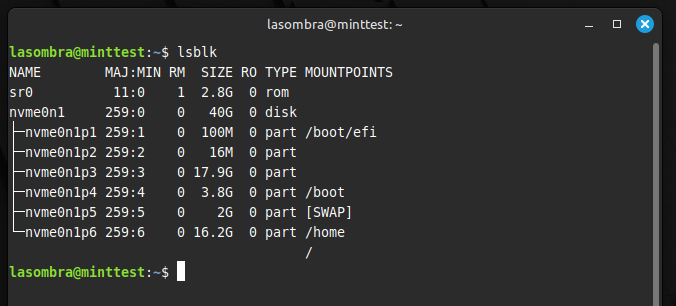 lasombra@minttest: ~
lasombra@minttest:~$ lsblk
NAME        MAJ:MIN RM  SIZE RO TYPE MOUNTPOINTS
sr0          11:0    1  2.8G  0 rom
nvme0n1     259:0    0   40G  0 disk
├─nvme0n1p1 259:1    0  100M  0 part /boot/efi
├─nvme0n1p2 259:2    0   16M  0 part
├─nvme0n1p3 259:3    0 17.9G  0 part
├─nvme0n1p4 259:4    0  3.8G  0 part /boot
├─nvme0n1p5 259:5    0    2G  0 part [SWAP]
└─nvme0n1p6 259:6    0 16.2G  0 part /home
                                     /
lasombra@minttest:~$